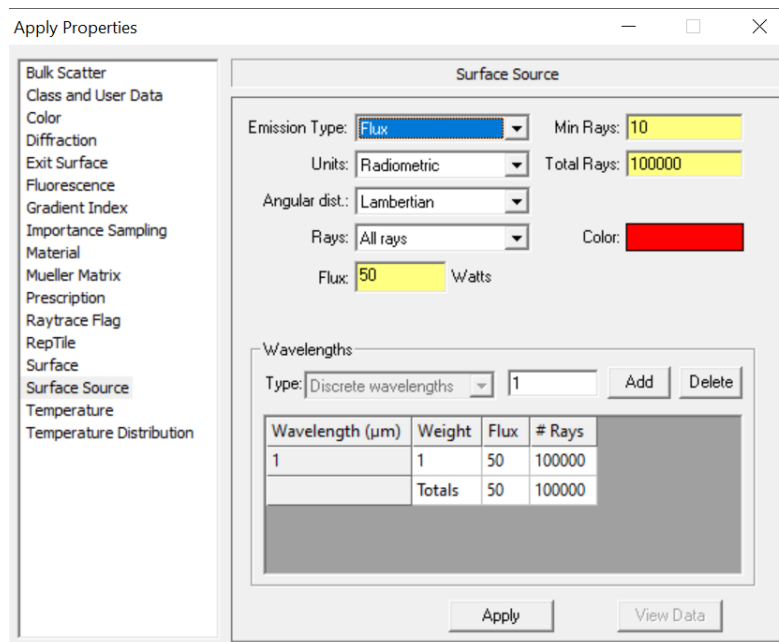 Apply Properties
Bulk Scatter
Class and User Data
Color
Diffraction
Exit Surface
Fluorescence
Gradient Index
Importance Sampling
Material
Mueller Matrix
Prescription
Raytrace Flag
RepTile
Surface
Surface Source
Temperature
Temperature Distribution
Surface Source
Emission Type: Flux Min Rays: 10
Units: Radiometric Total Rays: 100000
Angular dist.: Lambertian
Rays: All rays Color:
Flux: 50 Watts
Wavelengths
Type: Discrete wavelengths 1 Add Delete
Wavelength (µm) Weight Flux # Rays
1 1 50 100000
Totals 50 100000
Apply View Data